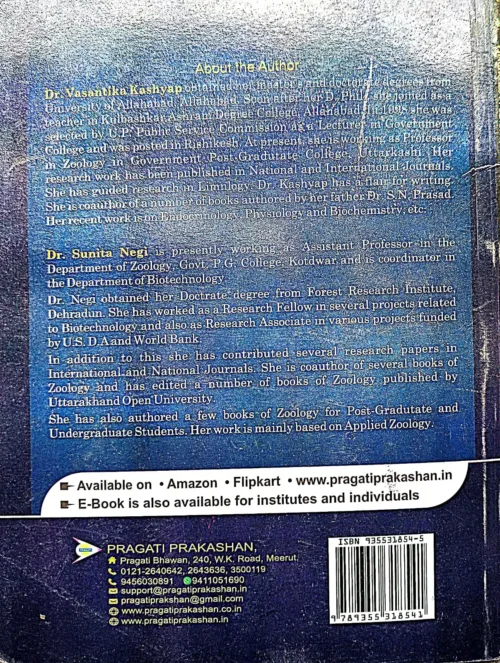 About the Author
Dr. Vasantika Kashyap obtained her master's and doctorate degrees from
University of Allahabad, Allahabad. Soon after her D. Phil. she joined as a
teacher in Kulbashkar Ashram Degree College, Allahabad. In 1998 she was
selected by U.P. Public Service Commission as a Lecturer at Government
College and was posted in Rishikesh. At present, she is working as Professor
in Zoology in Government Post-Gradutate College, Uttarkashi. Her
research work has been published in National and International Journals.
She has guided research in Limnology. Dr. Kashyap has a flair for writing.
She is coauthor of a number of books authored by her father Dr. S.N. Prasad.
Her recent work is on Endocrinology, Physiology and Biochemistry, etc.
Dr. Sunita Negi is presently working as Assistant Professor in the
Department of Zoology, Govt. P.G. College, Kotdwar and is coordinator in
the Department of Biotechnology.
Dr. Negi obtained her Doctrate degree from Forest Research Institute,
Dehradun. She has worked as a Research Fellow in several projects related
to Biotechnology and also as Research Associate in various projects funded
by U.S. D.A and World Bank.
In addition to this she has contributed several research papers in
International and National Journals. She is coauthor of several books of
Zoology and has edited a number of books of Zoology published by
Uttarakhand Open University.
She has also authored a few books of Zoology for Post-Gradutate and
Undergraduate Students. Her work is mainly based on Applied Zoology.
Available on • Amazon • Flipkart • www.pragatiprakashan.in
E-Book is also available for institutes and individuals
PRAGATI PRAKASHAN,
Pragati Bhawan, 240, W.K. Road, Meerut.
0121-2640642, 2643636, 3500119
9456030891 9411051690
support@pragatiprakashan.in
pragatiprakshan@gmail.com
www.pragatiprakashan.co.in
www.pragatiprakashan.in
ISBN 935531854-5
9 789355 318541